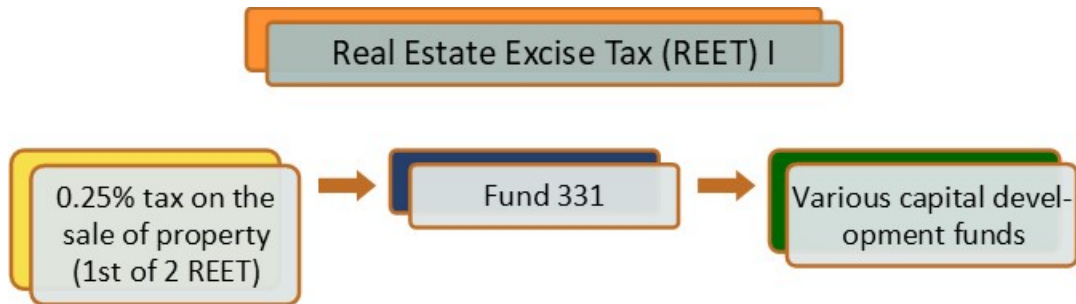 Real Estate Excise Tax (REET) I
0.25% tax on the
sale of property
(1st of 2 REET)
Fund 331
Various capital devel-
opment funds